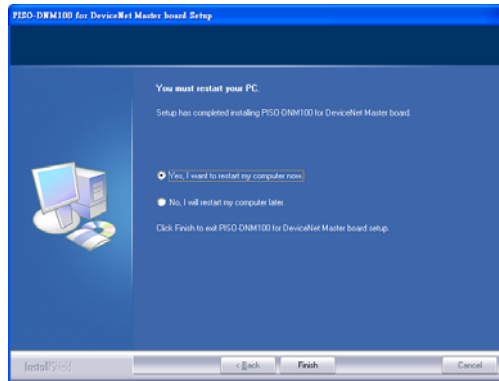 PISO-DNM100 for DeviceNet Master board Setup
You must restart your PC.
Setup has completed installing PISO-DNM100 for DeviceNet Master board.
Yes, I want to restart my computer now.
No, I will restart my computer later.
Click Finish to exit PISO-DNM100 for DeviceNet Master board setup.
InstallShield
< Back
Finish
Cancel